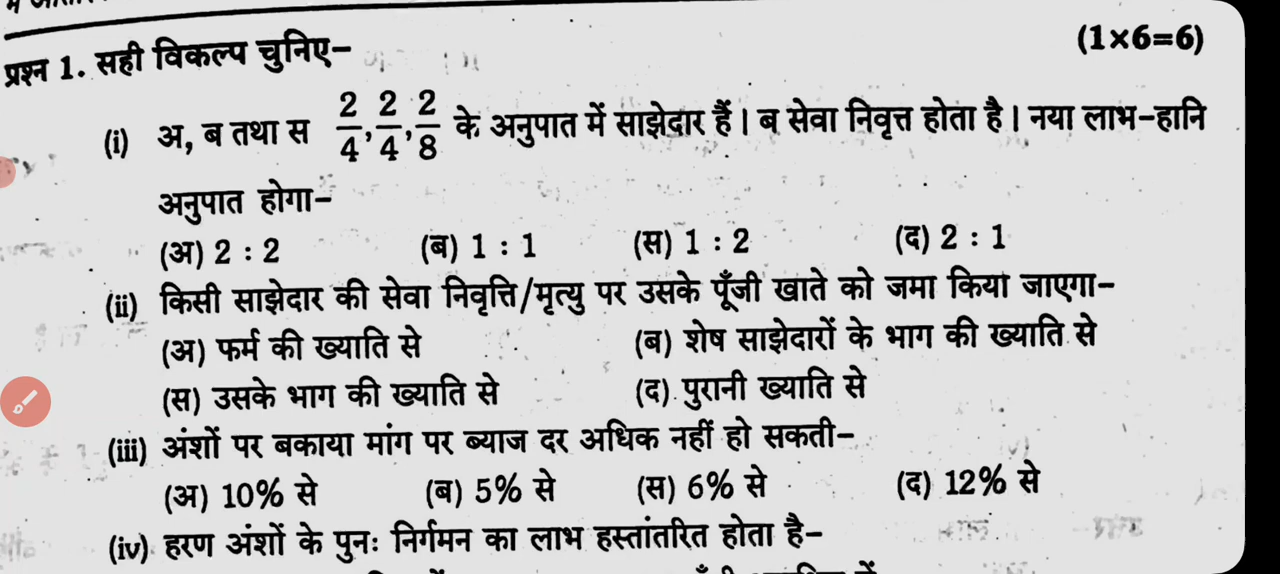 प्रश्न 1. सही विकल्प चुनिए–
(1×6=6)
(i) अ, ब तथा स 2/4, 2/4, 2/8 के अनुपात में साझेदार हैं। ब सेवा निवृत्त होता है। नया लाभ-हानि
अनुपात होगा–
(अ) 2 : 2 (ब) 1 : 1 (स) 1 : 2 (द) 2 : 1
(ii) किसी साझेदार की सेवा निवृत्ति/मृत्यु पर उसके पूँजी खाते को जमा किया जाएगा–
(अ) फर्म की ख्याति से (ब) शेष साझेदारों के भाग की ख्याति से
(स) उसके भाग की ख्याति से (द) पुरानी ख्याति से
(iii) अंशों पर बकाया मांग पर ब्याज दर अधिक नहीं हो सकती–
(अ) 10% से (ब) 5% से (स) 6% से (द) 12% से
(iv) हरण अंशों के पुनः निर्गमन का लाभ हस्तांतरित होता है–